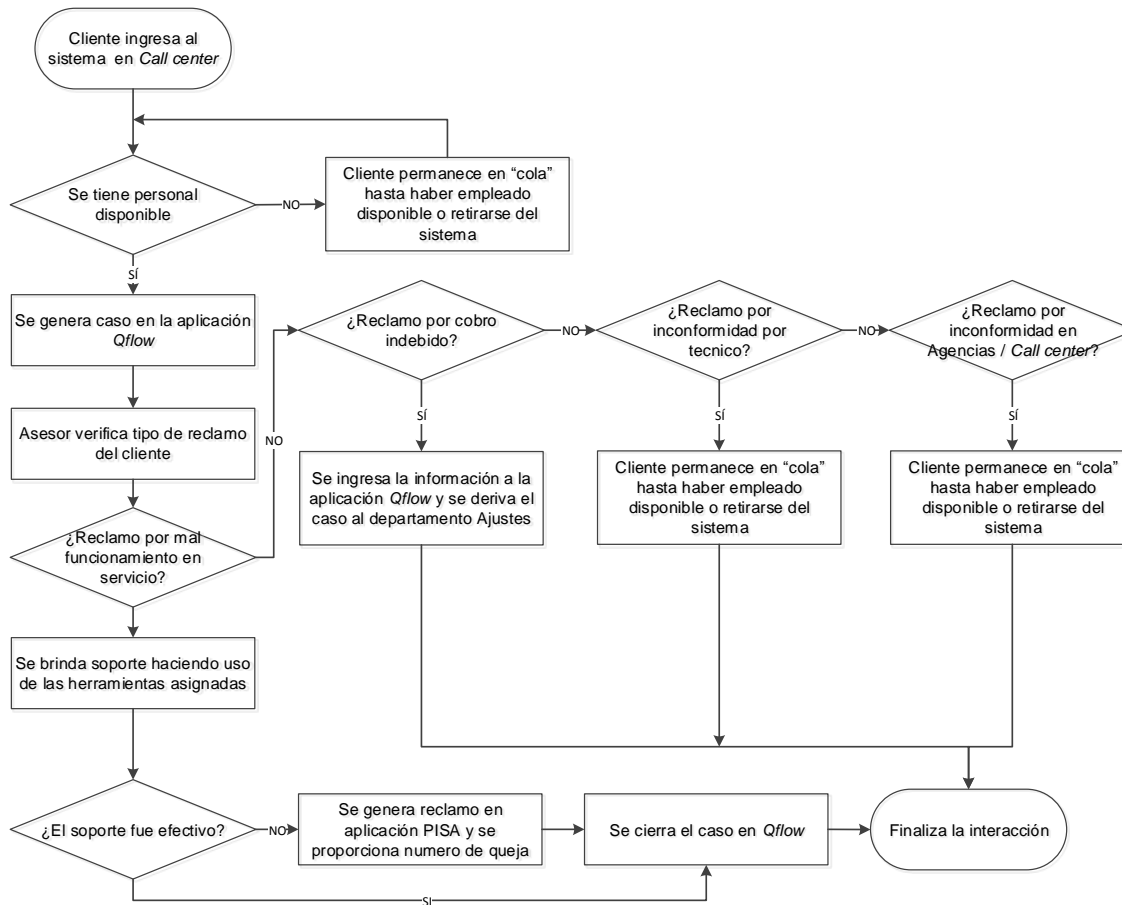 Cliente ingresa al
sistema en Call center
Se tiene personal
disponible
NO
Cliente permanece en “cola”
hasta haber empleado
disponible o retirarse del
sistema
SÍ
Se genera caso en la aplicación
Qflow
Asesor verifica tipo de reclamo
del cliente
¿Reclamo por mal
funcionamiento en
servicio?
NO
¿Reclamo por cobro
indebido?
NO
¿Reclamo por
inconformidad por
tecnico?
NO
¿Reclamo por
inconformidad en
Agencias / Call center?
SÍ
SÍ
SÍ
Se ingresa la información a la
aplicación Qflow y se deriva el
caso al departamento Ajustes
Cliente permanece en “cola”
hasta haber empleado
disponible o retirarse del
sistema
Cliente permanece en “cola”
hasta haber empleado
disponible o retirarse del
sistema
Se brinda soporte haciendo uso
de las herramientas asignadas
¿El soporte fue efectivo?
NO
Se genera reclamo en
aplicación PISA y se
proporciona numero de queja
Se cierra el caso en Qflow
Finaliza la interacción
SI